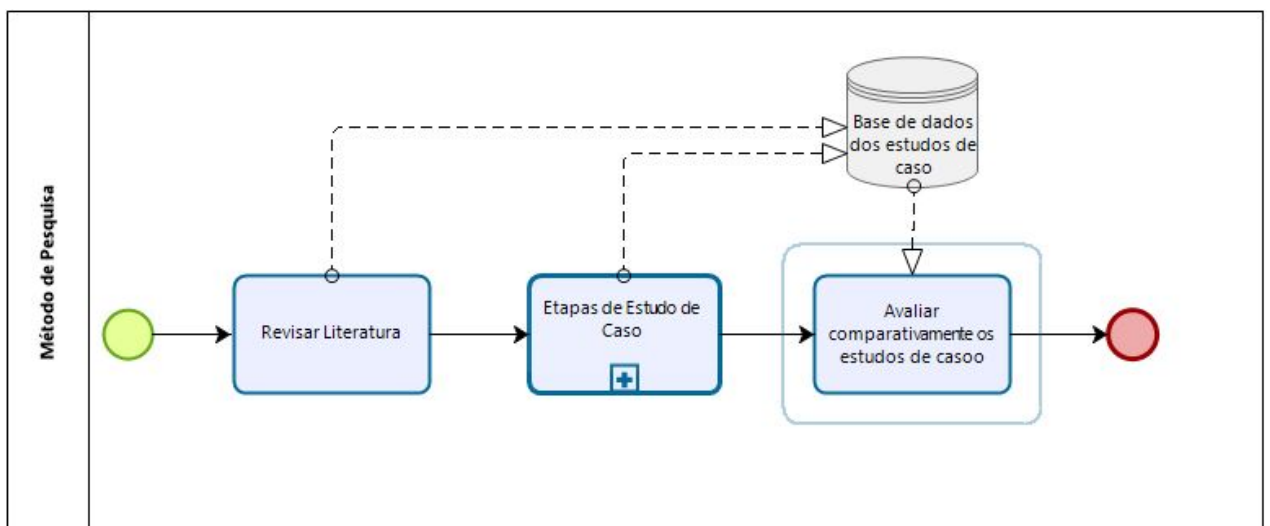 Método de Pesquisa
Base de dados
dos estudos de
caso
Revisar Literatura
Etapas de Estudo de
Caso
Avaliar
comparativamente os
estudos de casoo